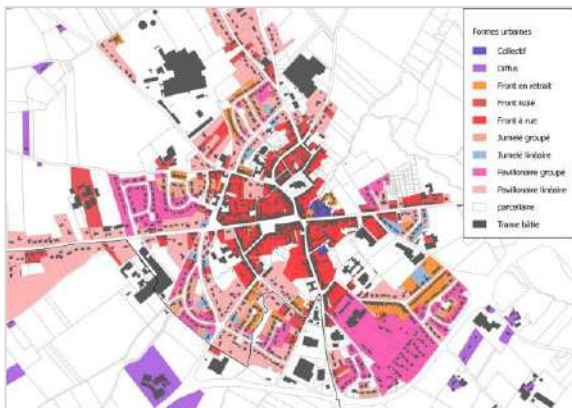 Formes urbaines
Collectif
Diffus
Front en retrait
Front isolé
Front à rue
Jumelé groupé
Jumelé linéaire
Pavillonaire groupé
Pavillonaire linéaire
parcellaire
Trame bâtie